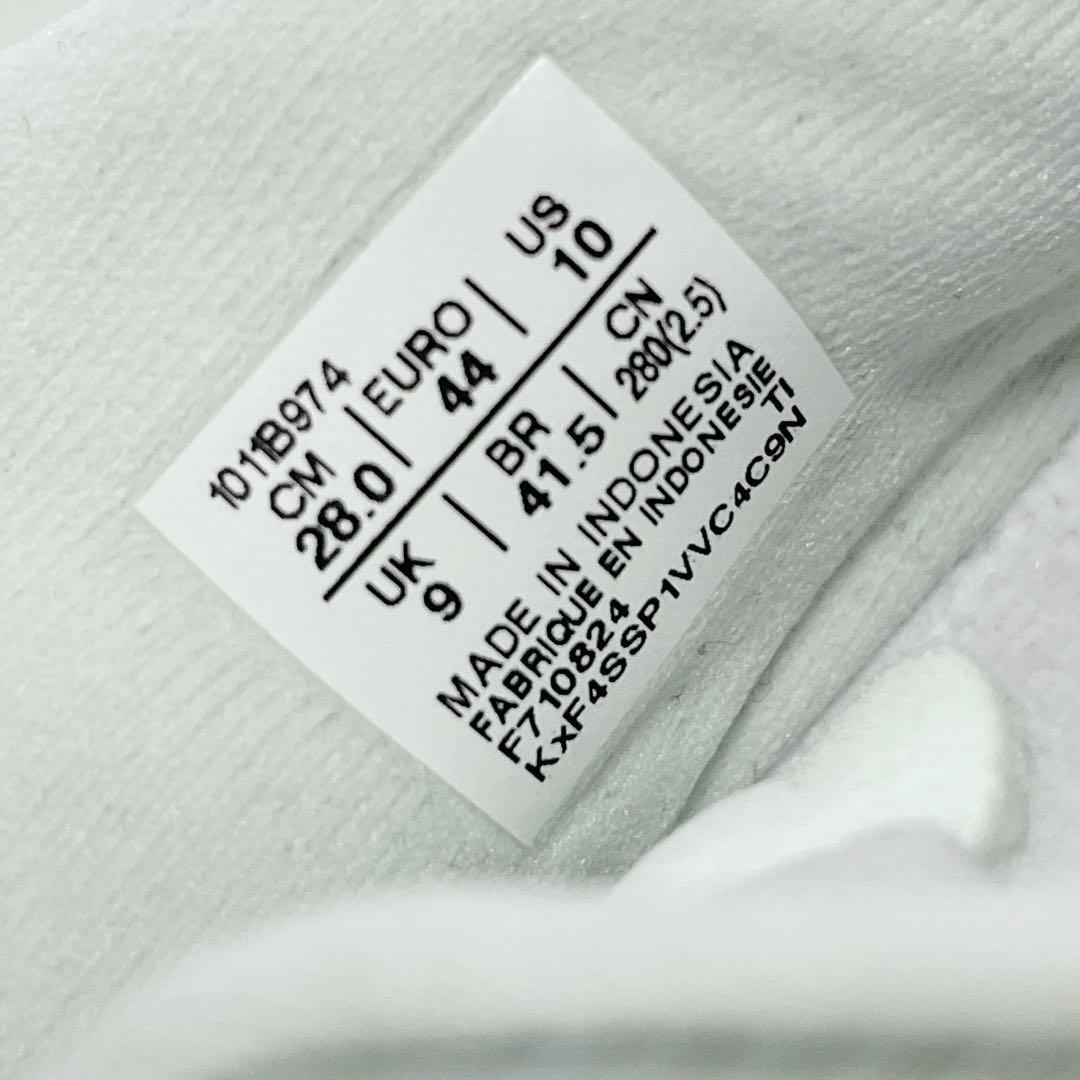 1011B974
CM | EURO | US
28.0 | 44 | 10
UK | BR | CN
9 | 41.5 | 280(2.5)
MADE IN INDONESIA
FABRIQUE EN INDONESIE
F710824 TI
KxF4SSP1VVC4C9N